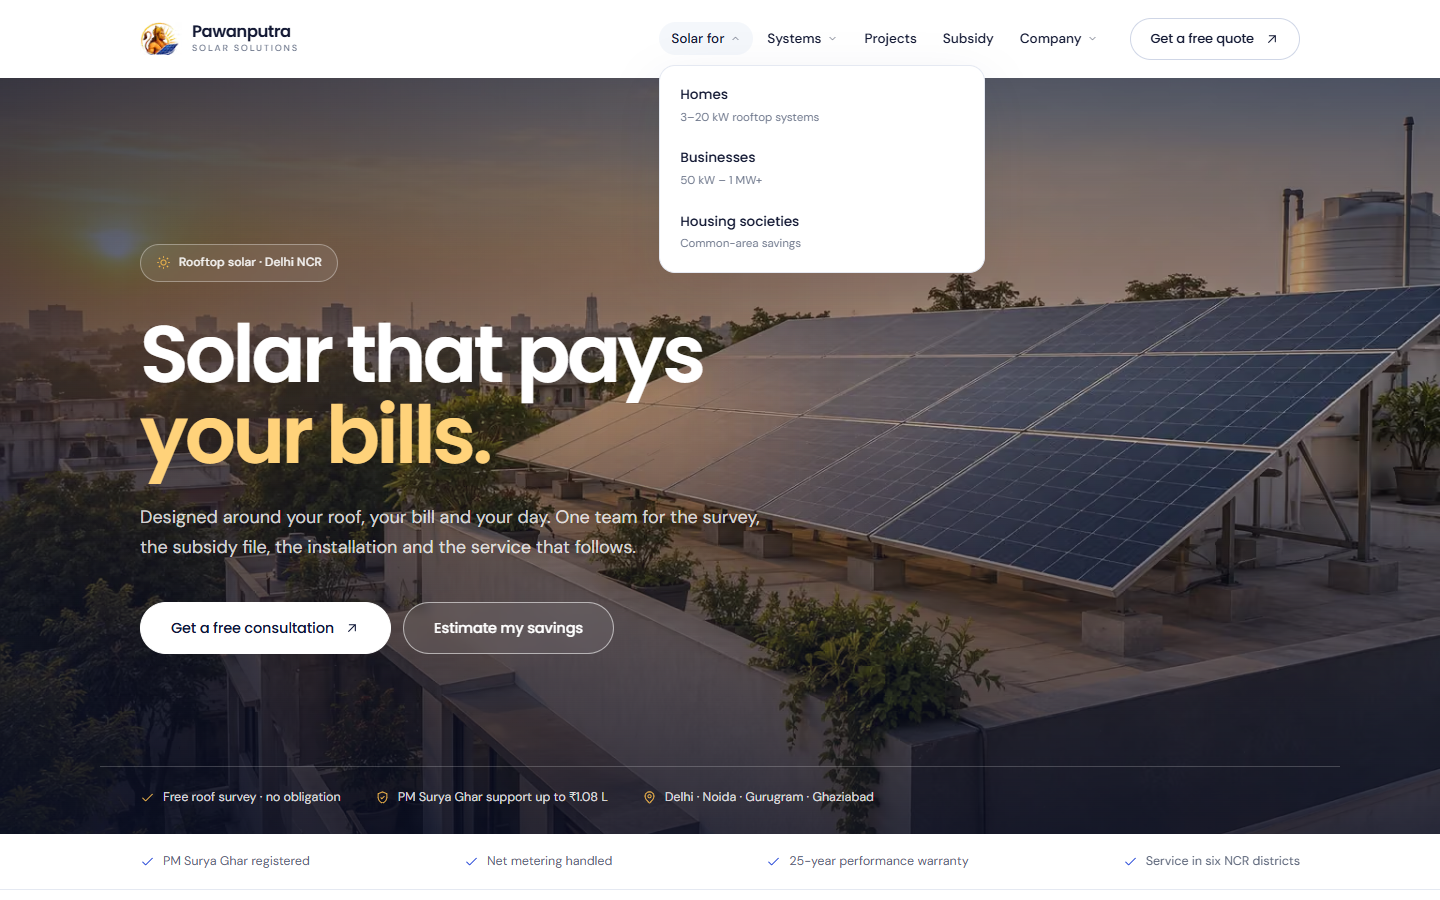 Pawanputra
SOLAR SOLUTIONS
Solar for
Systems
Projects
Subsidy
Company
Get a free quote
Homes
3–20 kW rooftop systems
Businesses
50 kW – 1 MW+
Housing societies
Common-area savings
Rooftop solar · Delhi NCR
Solar that pays
your bills.
Designed around your roof, your bill and your day. One team for the survey,
the subsidy file, the installation and the service that follows.
Get a free consultation
Estimate my savings
Free roof survey · no obligation
PM Surya Ghar support up to ₹1.08 L
Delhi · Noida · Gurugram · Ghaziabad
PM Surya Ghar registered
Net metering handled
25-year performance warranty
Service in six NCR districts